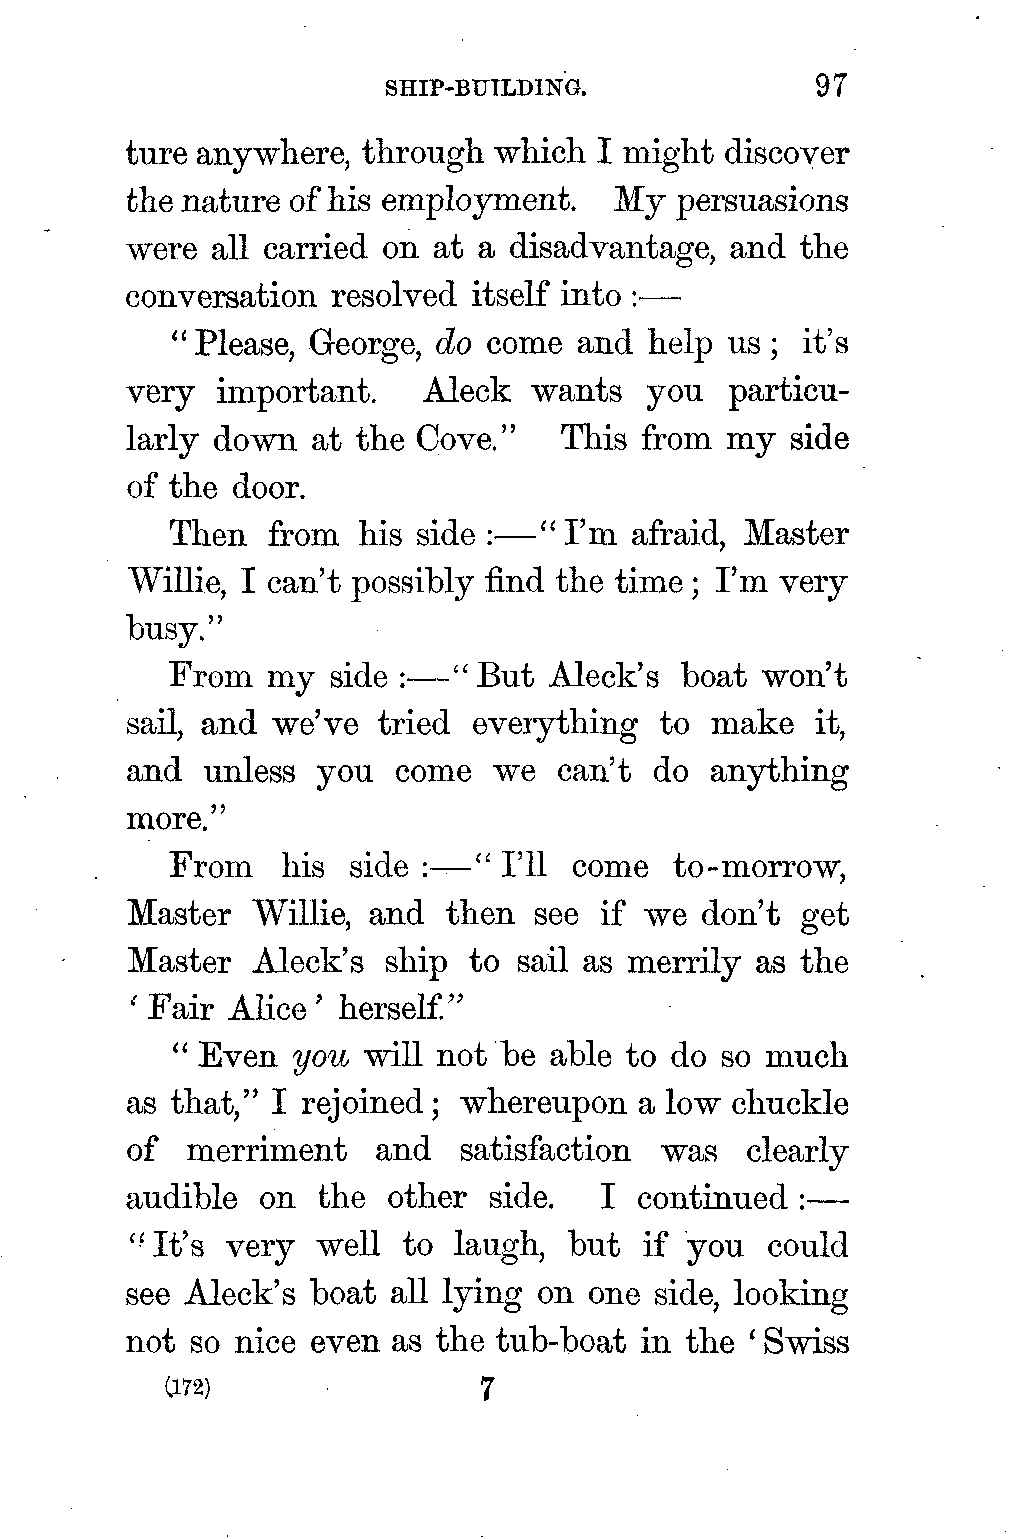 SHIP-BUILDING. 97
ture anywhere, through which I might discover
the nature of his employment. My persuasions
were all carried on at a disadvantage, and the
conversation resolved itself into :—
“ Please, George, do come and help us ; it’s
very important. Aleck wants you particu-
larly down at the Cove.” This from my side
of the door.
Then from his side :—“ I’m afraid, Master
Willie, I can’t possibly find the time ; I’m very
busy.”
From my side :—“ But Aleck’s boat won’t
sail, and we’ve tried everything to make it,
and unless you come we can’t do anything
more.”
From his side :—“ I’ll come to-morrow,
Master Willie, and then see if we don’t get
Master Aleck’s ship to sail as merrily as the
‘ Fair Alice ’ herself.”
“ Even you will not be able to do so much
as that,” I rejoined ; whereupon a low chuckle
of merriment and satisfaction was clearly
audible on the other side. I continued :—
“ It’s very well to laugh, but if you could
see Aleck’s boat all lying on one side, looking
not so nice even as the tub-boat in the ‘ Swiss
(172) 7